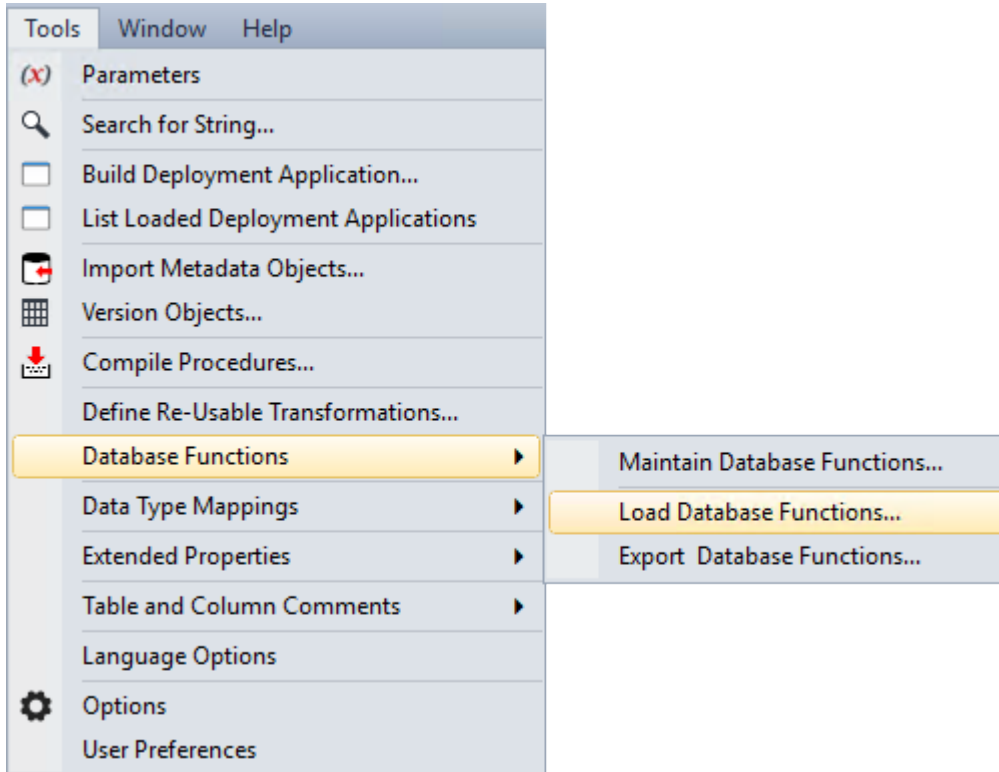 Tools Window Help
(x) Parameters
Search for String...
Build Deployment Application...
List Loaded Deployment Applications
Import Metadata Objects...
Version Objects...
Compile Procedures...
Define Re-Usable Transformations...
Database Functions
Maintain Database Functions...
Load Database Functions...
Export  Database Functions...
Data Type Mappings
Extended Properties
Table and Column Comments
Language Options
Options
User Preferences